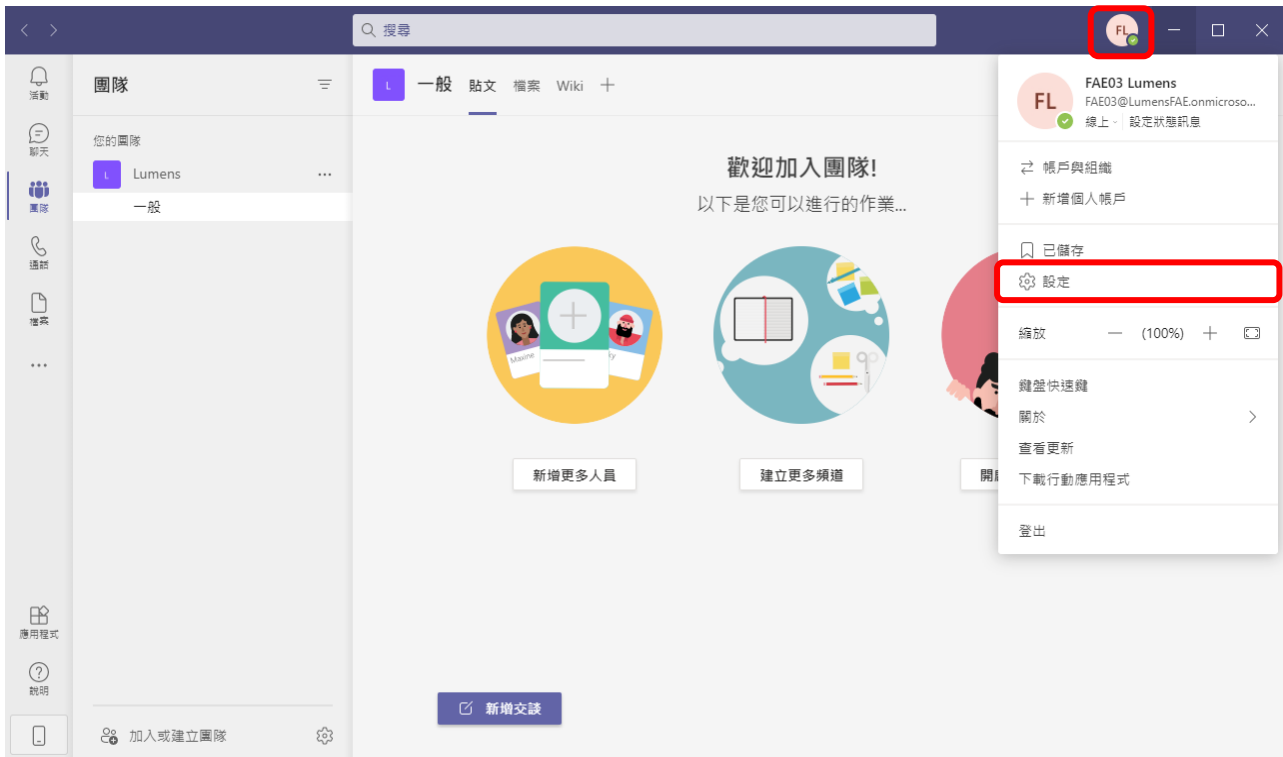 搜尋
FL
活動
聊天
團隊
通話
檔案
應用程式
說明
團隊
您的團隊
L Lumens
一般
加入或建立團隊
L 一般 貼文 檔案 Wiki
歡迎加入團隊!
以下是您可以進行的作業...
Maxine
新增更多人員
建立更多頻道
開
新增交談
FL
FAE03 Lumens
FAE03@LumensFAE.onmicroso...
線上 設定狀態訊息
帳戶與組織
新增個人帳戶
已儲存
設定
縮放 — (100%) +
鍵盤快速鍵
關於
查看更新
下載行動應用程式
登出